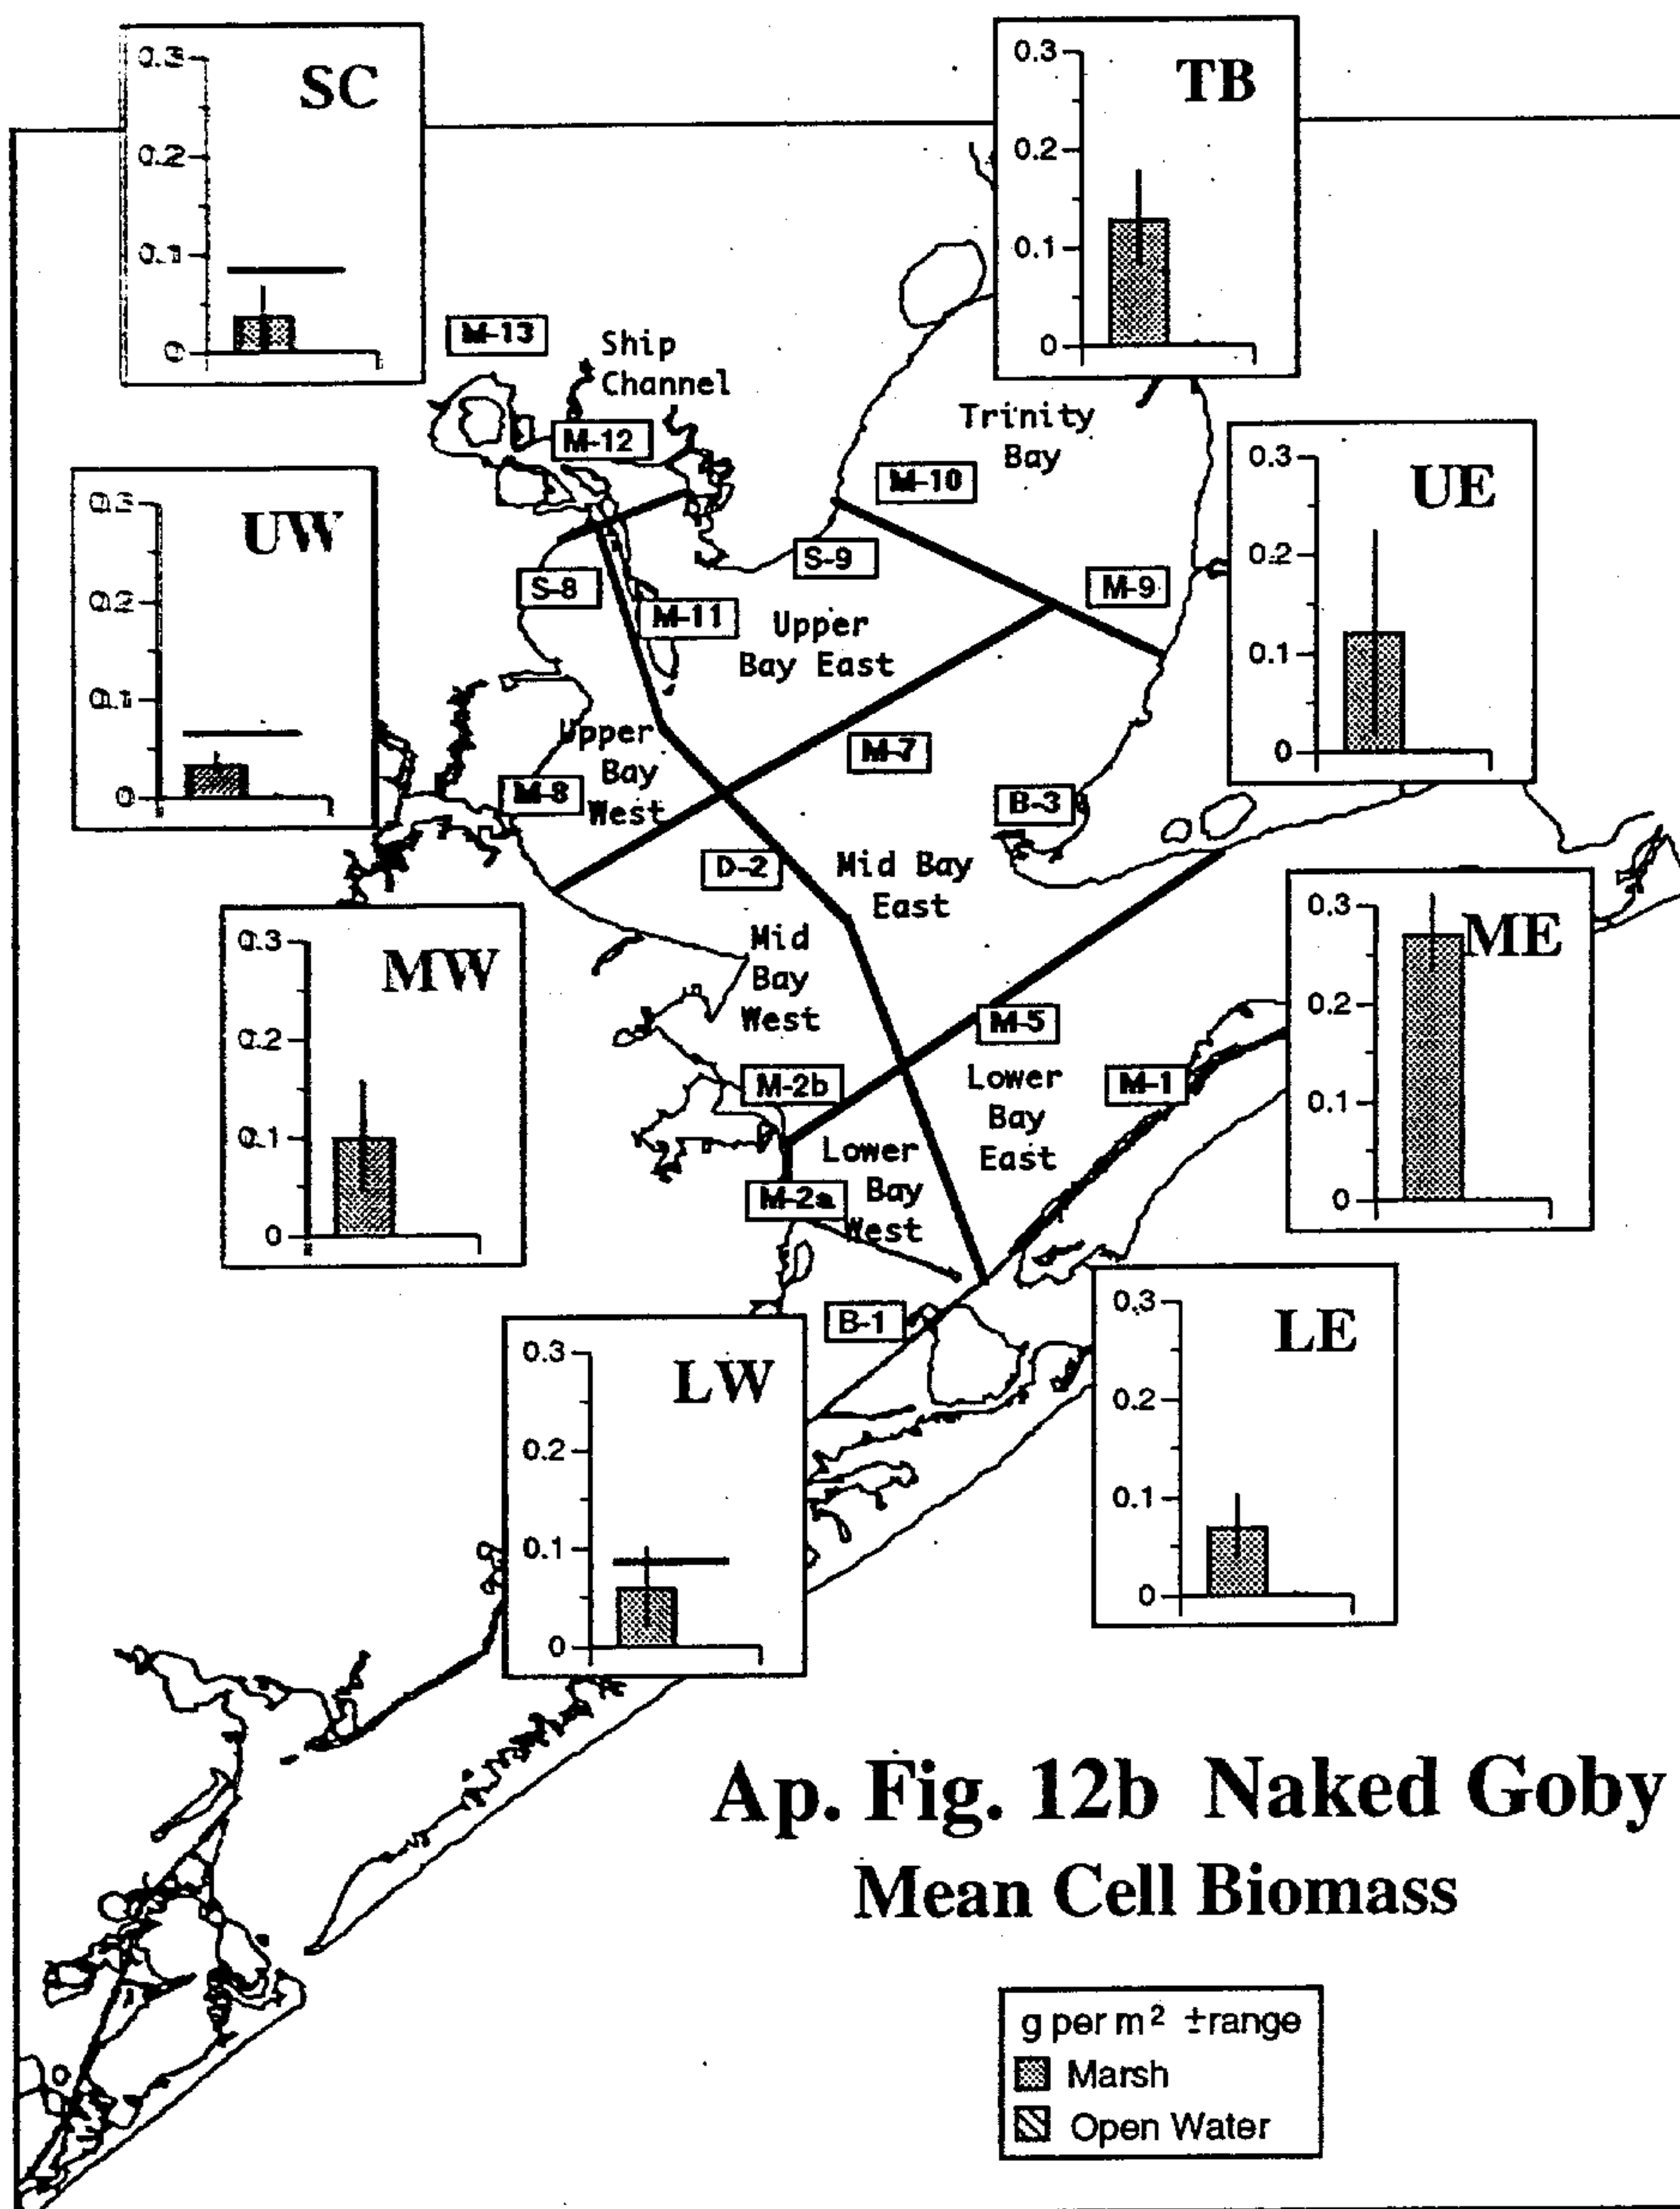 SC
0.3
0.2
0.1
0
TB
0.3
0.2
0.1
0
M-13
Ship
Channel
M-12
Trinity
Bay
M-10
UE
0.3
0.2
0.1
0
UW
0.3
0.2
0.1
0
S-9
S-8
M-9
M-11
Upper
Bay East
Upper
Bay
West
M-7
M-8
B-3
D-2
Mid Bay
East
ME
0.3
0.2
0.1
0
MW
0.3
0.2
0.1
0
Mid
Bay
West
M-5
M-2b
Lower
Bay
East
M-1
Lower
Bay
West
M-2a
B-1
LE
0.3
0.2
0.1
0
LW
0.3
0.2
0.1
0
Ap. Fig. 12b Naked Goby
Mean Cell Biomass
g per m² ±range
Marsh
Open Water